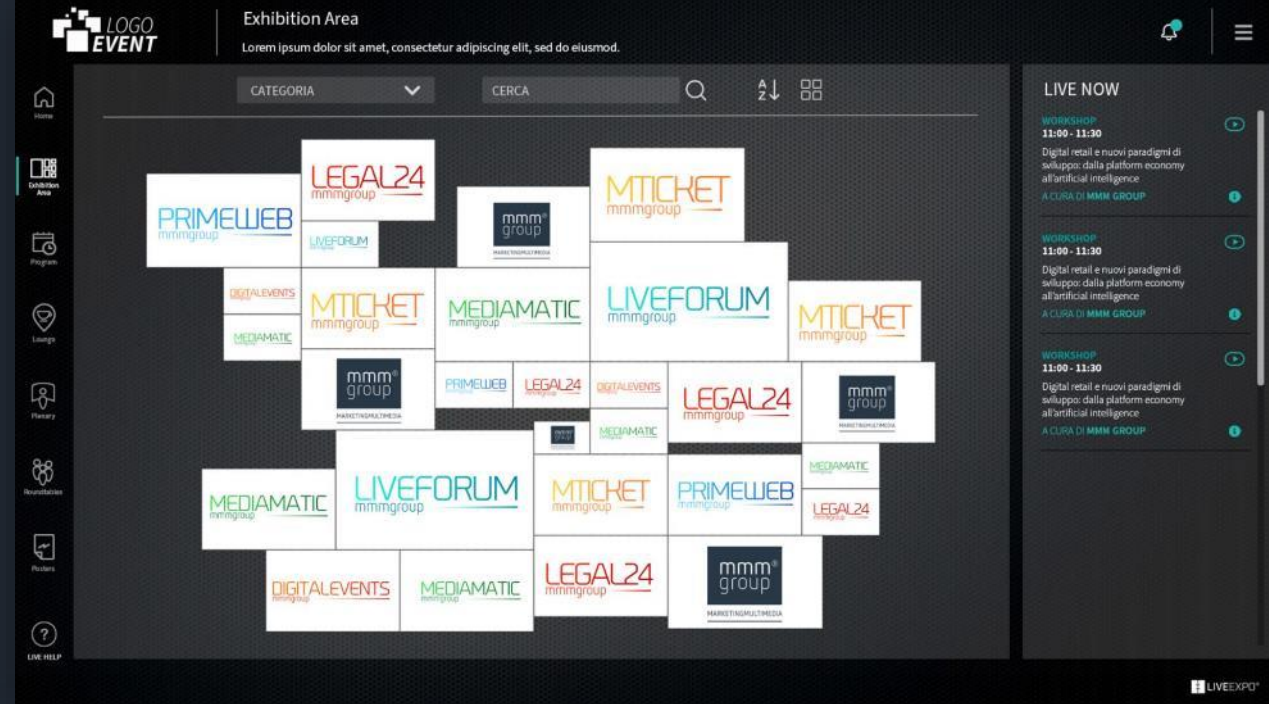 LOGO
EVENT
Exhibition Area
Lorem ipsum dolor sit amet, consectetur adipiscing elit, sed do eiusmod.
Home
Exhibition
Area
Program
Lounge
Plenary
Roundtables
Posters
?
LIVE HELP
CATEGORIA
CERCA
A
Z
LEGAL24
mmmgroup
MTICKET
mmmgroup
PRIMEWEB
mmmgroup
mmm®
group
MARKETINGMULTIMEDIA
LIVEFORUM
LIVEFORUM
mmmgroup
DIGITALEVENTS
MTICKET
mmmgroup
MEDIAMATIC
mmmgroup
MTICKET
mmmgroup
MEDIAMATIC
mmm®
group
MARKETINGMULTIMEDIA
PRIMEWEB
LEGAL24
DIGITALEVENTS
LEGAL24
mmmgroup
mmm®
group
MARKETINGMULTIMEDIA
MEDIAMATIC
LIVEFORUM
mmmgroup
MEDIAMATIC
mmmgroup
MTICKET
mmmgroup
PRIMEWEB
mmmgroup
MEDIAMATIC
LEGAL24
DIGITALEVENTS
mmmgroup
MEDIAMATIC
mmmgroup
LEGAL24
mmmgroup
mmm®
group
MARKETINGMULTIMEDIA
LIVE NOW
WORKSHOP
11:00 - 11:30
Digital retail e nuovi paradigmi di
sviluppo: dalla platform economy
all'artificial intelligence
A CURA DI MMM GROUP
WORKSHOP
11:00 - 11:30
Digital retail e nuovi paradigmi di
sviluppo: dalla platform economy
all'artificial intelligence
A CURA DI MMM GROUP
WORKSHOP
11:00 - 11:30
Digital retail e nuovi paradigmi di
sviluppo: dalla platform economy
all'artificial intelligence
A CURA DI MMM GROUP
LIVEEXPO®